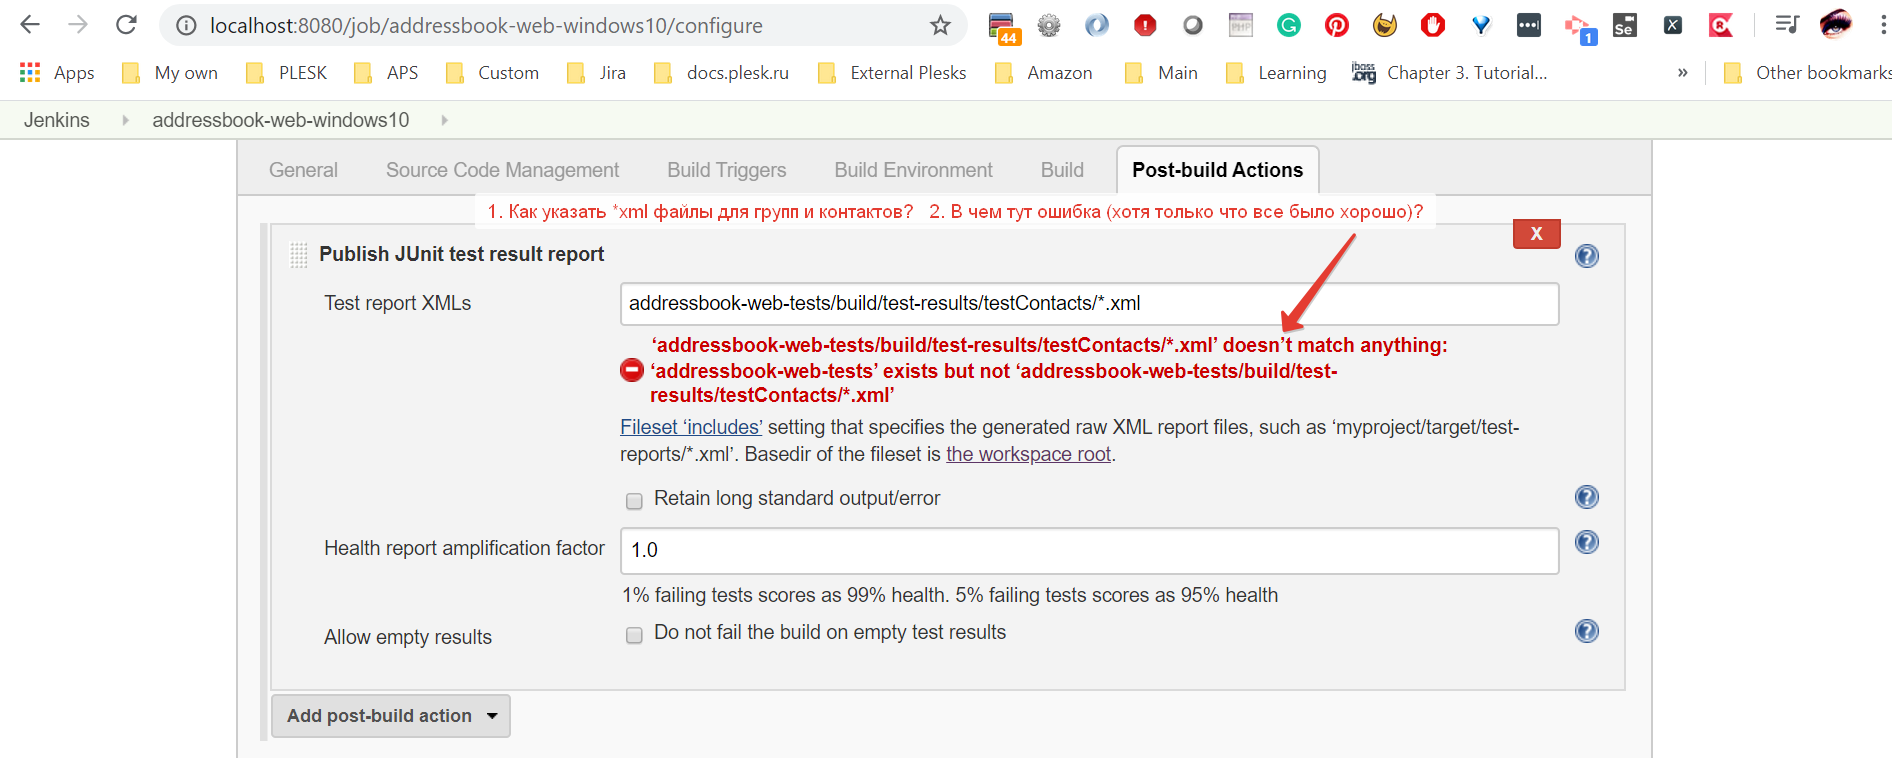 localhost:8080/job/addressbook-web-windows10/configure
44
PHP
G
1
Se
X
R
Apps My own PLESK APS Custom Jira docs.plesk.ru External Plesks Amazon Main Learning jboss.org Chapter 3. Tutorial... » Other bookmarks
Jenkins addressbook-web-windows10
General Source Code Management Build Triggers Build Environment Build Post-build Actions
1. Как указать *xml файлы для групп и контактов? 2. В чем тут ошибка (хотя только что все было хорошо)?
X
Publish JUnit test result report
Test report XMLs addressbook-web-tests/build/test-results/testContacts/*.xml
‘addressbook-web-tests/build/test-results/testContacts/*.xml’ doesn’t match anything:
‘addressbook-web-tests’ exists but not ‘addressbook-web-tests/build/test-
results/testContacts/*.xml’
Fileset ‘includes’ setting that specifies the generated raw XML report files, such as ‘myproject/target/test-
reports/*.xml’. Basedir of the fileset is the workspace root.
Retain long standard output/error
Health report amplification factor 1.0
1% failing tests scores as 99% health. 5% failing tests scores as 95% health
Allow empty results Do not fail the build on empty test results
Add post-build action